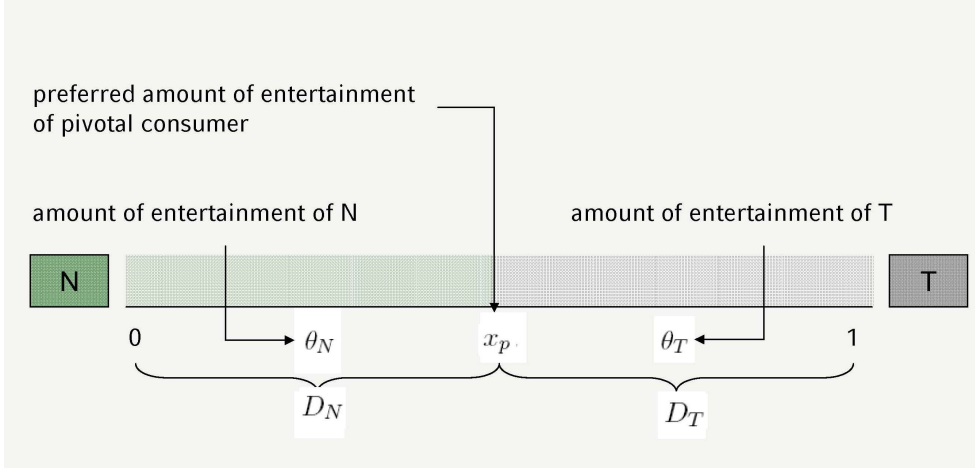 preferred amount of entertainment
of pivotal consumer
amount of entertainment of N
amount of entertainment of T
N
T
0
θ_N
x_p
θ_T
1
D_N
D_T